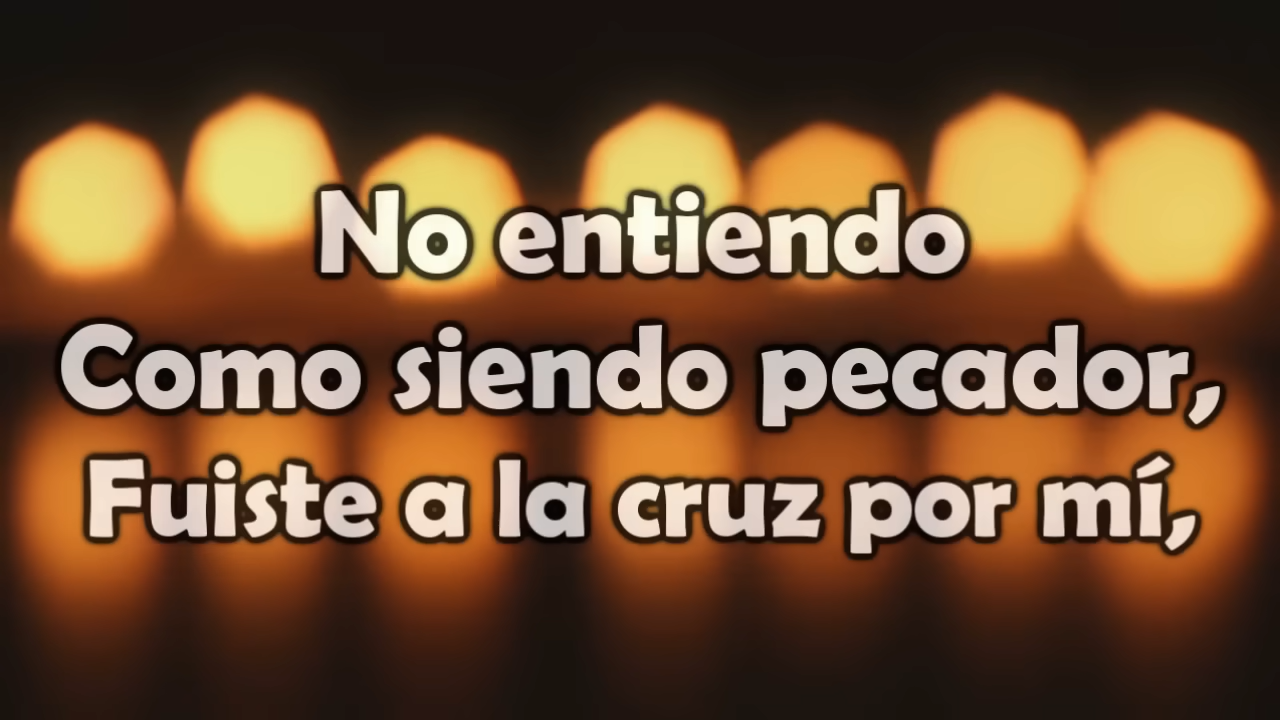 No entiendo
Como siendo pecador,
Fuiste a la cruz por mí,